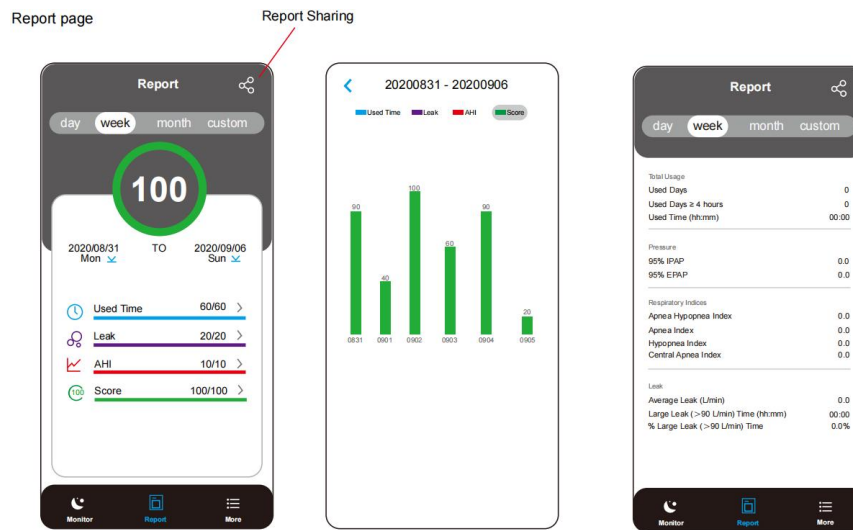 Report page
Report Sharing
Report
day week month custom
100
2020/08/31 TO 2020/09/06
Mon Sun
Used Time 60/60
Leak 20/20
AHI 10/10
100 Score 100/100
Monitor Report More
20200831 - 20200906
Used Time Leak AHI Score
90
40
100
60
90
20
0831 0901 0902 0903 0904 0905
Report
day week month custom
Total Usage
Used Days 0
Used Days ≥ 4 hours 0
Used Time (hh:mm) 00:00
Pressure
95% IPAP 0.0
95% EPAP 0.0
Respiratory Indices
Apnea Hypopnea Index 0.0
Apnea Index 0.0
Hypopnea Index 0.0
Central Apnea Index 0.0
Leak
Average Leak (L/min) 0.0
Large Leak (＞90 L/min) Time (hh:mm) 00:00
% Large Leak (＞90 L/min) Time 0.0%
Monitor Report More